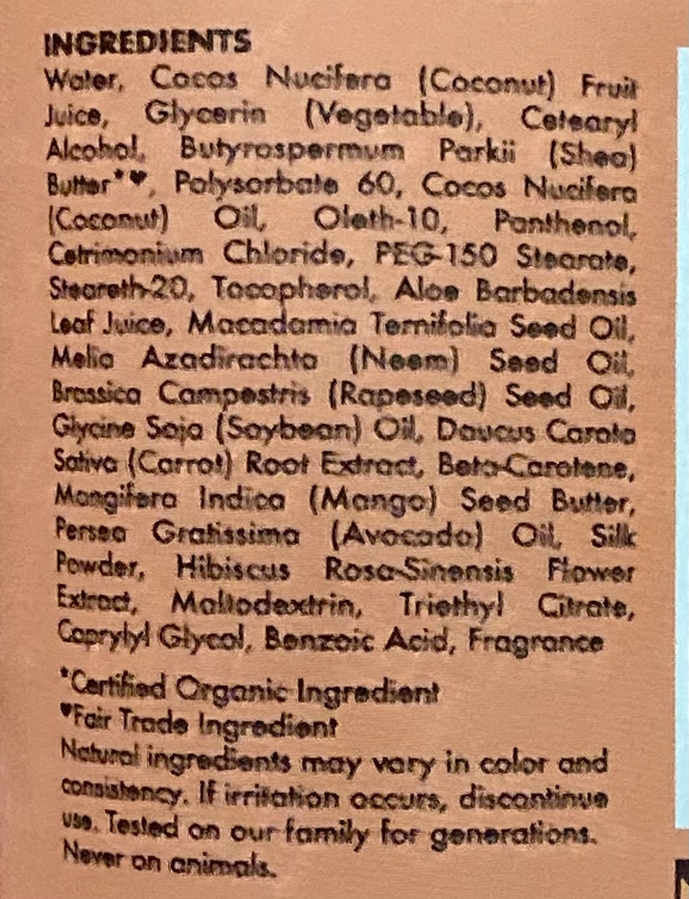 INGREDIENTS
Water, Cocos Nucifera (Coconut) Fruit
Juice, Glycerin (Vegetable), Cetearyl
Alcohol, Butyrospermum Parkii (Shea)
Butter*♥, Polysorbate 60, Cocos Nucifera
(Coconut) Oil, Oleth-10, Panthenol,
Cetrimonium Chloride, PEG-150 Stearate,
Steareth-20, Tocopherol, Aloe Barbadensis
Leaf Juice, Macadamia Ternifolia Seed Oil,
Melia Azadirachta (Neem) Seed Oil,
Brassica Campestris (Rapeseed) Seed Oil,
Glycine Soja (Soybean) Oil, Daucus Carota
Sativa (Carrot) Root Extract, Beta-Carotene,
Mangifera Indica (Mango) Seed Butter,
Persea Gratissima (Avocado) Oil, Silk
Powder, Hibiscus Rosa-Sinensis Flower
Extract, Maltodextrin, Triethyl Citrate,
Caprylyl Glycol, Benzoic Acid, Fragrance
*Certified Organic Ingredient
♥Fair Trade Ingredient
Natural ingredients may vary in color and
consistency. If irritation occurs, discontinue
use. Tested on our family for generations.
Never on animals.